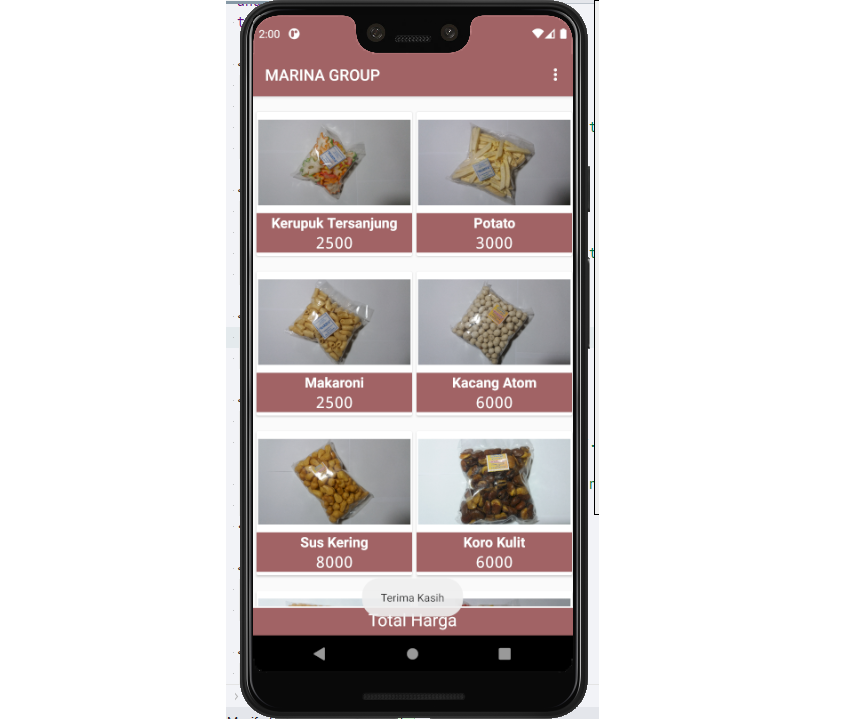 2:00
MARINA GROUP
Kerupuk Tersanjung
2500
Potato
3000
Makaroni
2500
Kacang Atom
6000
Sus Kering
8000
Koro Kulit
6000
Terima Kasih
Total Harga